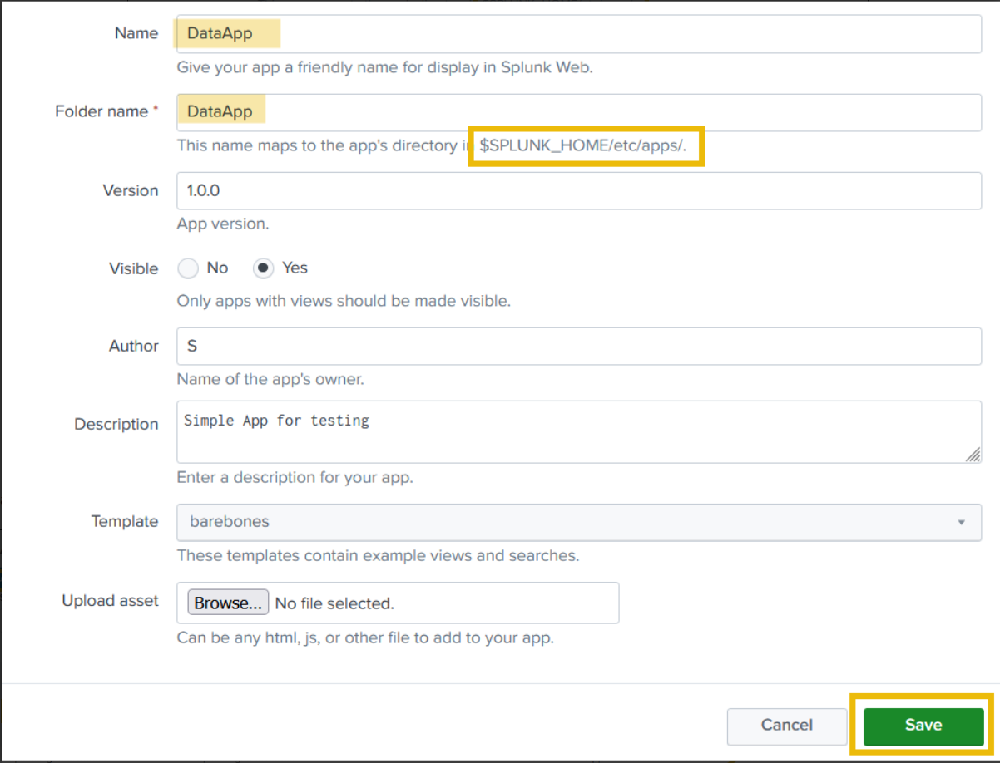 Name DataApp
Give your app a friendly name for display in Splunk Web.
Folder name * DataApp
This name maps to the app's directory in $SPLUNK_HOME/etc/apps/.
Version 1.0.0
App version.
Visible No Yes
Only apps with views should be made visible.
Author S
Name of the app's owner.
Description Simple App for testing
Enter a description for your app.
Template barebones
These templates contain example views and searches.
Upload asset Browse... No file selected.
Can be any html, js, or other file to add to your app.
Cancel Save